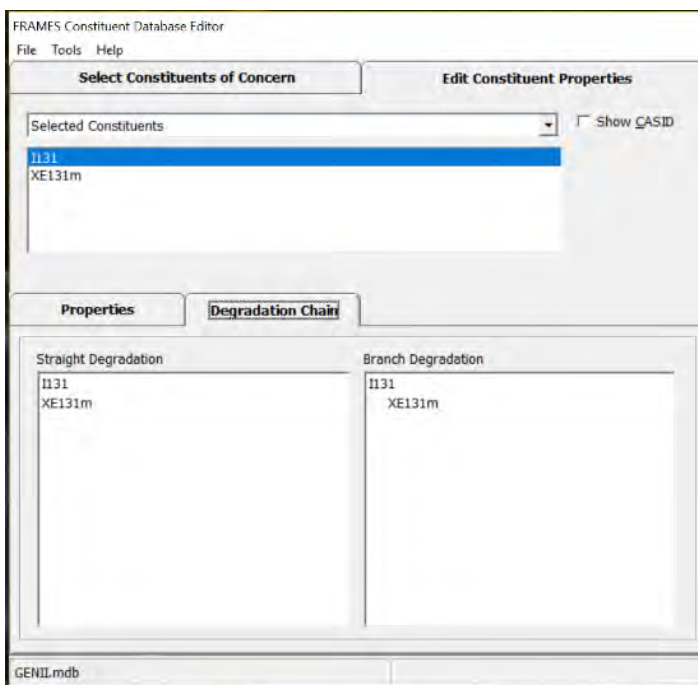 FRAMES Constituent Database Editor
File Tools Help
Select Constituents of Concern Edit Constituent Properties
Selected Constituents Show CASID
I131
XE131m
Properties Degradation Chain
Straight Degradation Branch Degradation
I131 I131
XE131m XE131m
GENII.mdb